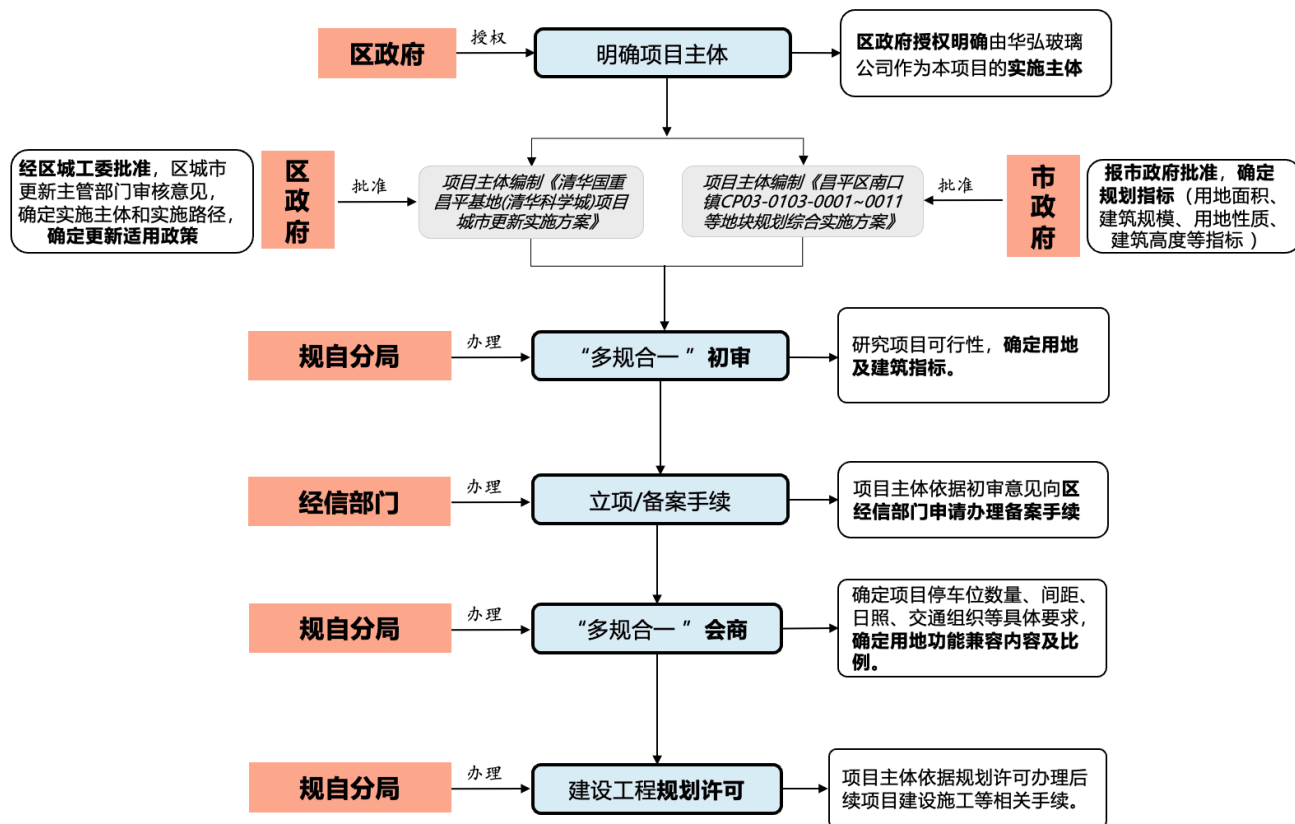 区政府
授权
明确项目主体
区政府授权明确由华弘玻璃
公司作为本项目的实施主体
经区城工委批准，区城市
更新主管部门审核意见，
确定实施主体和实施路径，
确定更新适用政策
区
政
府
批准
项目主体编制《清华国重
昌平基地(清华科学城)项目
城市更新实施方案》
项目主体编制《昌平区南口
镇CP03-0103-0001~0011
等地块规划综合实施方案》
批准
市
政
府
报市政府批准，确定
规划指标（用地面积、
建筑规模、用地性质、
建筑高度等指标 ）
规自分局
办理
“多规合一 ”初审
研究项目可行性，确定用地
及建筑指标。
经信部门
办理
立项/备案手续
项目主体依据初审意见向区
经信部门申请办理备案手续
规自分局
办理
“多规合一 ”会商
确定项目停车位数量、间距、
日照、交通组织等具体要求，
确定用地功能兼容内容及比
例。
规自分局
办理
建设工程规划许可
项目主体依据规划许可办理后
续项目建设施工等相关手续。